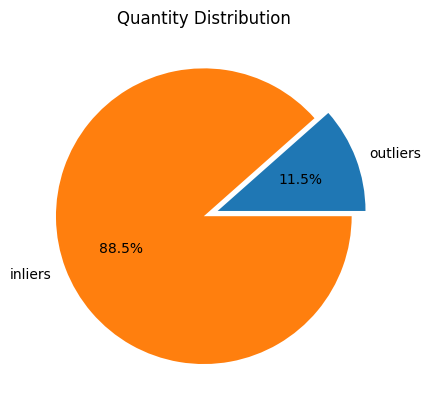 Quantity Distribution
outliers
11.5%
88.5%
inliers